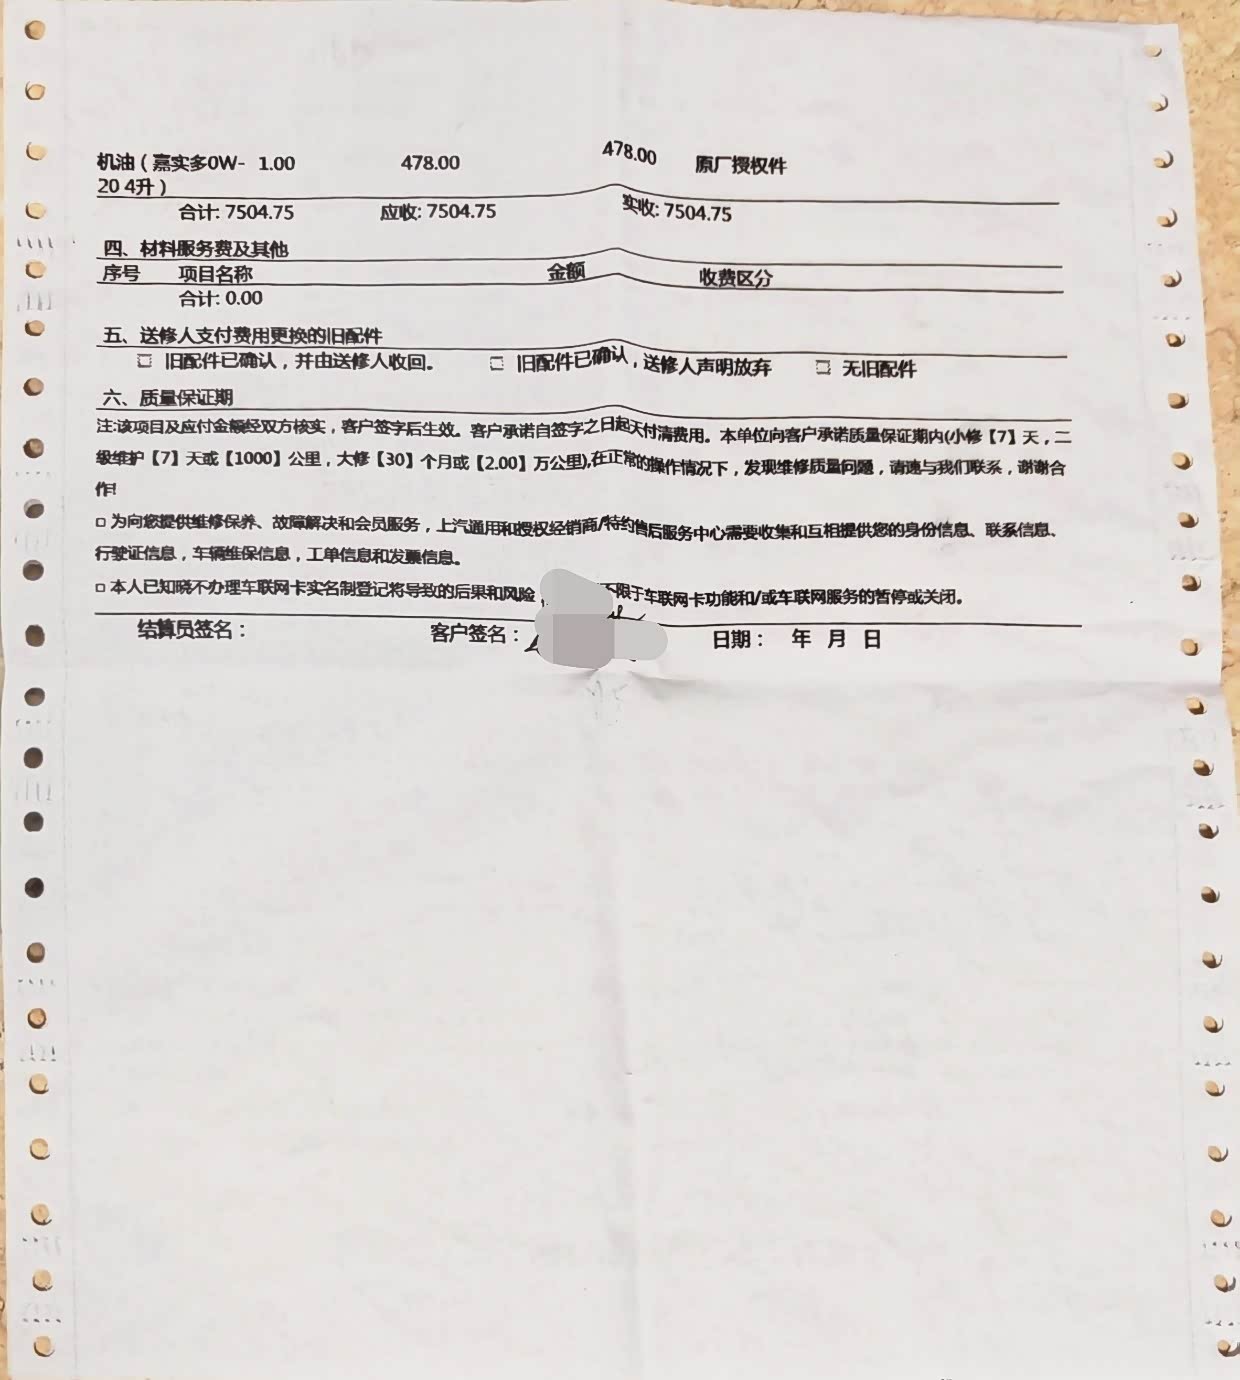 机油（嘉实多0W- 1.00 478.00 478.00 原厂授权件
20 4升）
合计: 7504.75 应收: 7504.75 实收: 7504.75
四、材料服务费及其他
序号 项目名称 金额 收费区分
合计: 0.00
五、送修人支付费用更换的旧配件
□ 旧配件已确认，并由送修人收回。 □ 旧配件已确认，送修人声明放弃 □ 无旧配件
六、质量保证期
注:该项目及应付金额经双方核实，客户签字后生效。客户承诺自签字之日起天付清费用。本单位向客户承诺质量保证期内(小修【7】天，二
级维护【7】天或【1000】公里，大修【30】个月或【2.00】万公里),在正常的操作情况下，发现维修质量问题，请速与我们联系，谢谢合
作!
□ 为向您提供维修保养、故障解决和会员服务，上汽通用和授权经销商/特约售后服务中心需要收集和互相提供您的身份信息、联系信息、
行驶证信息，车辆维保信息，工单信息和发票信息。
□ 本人已知晓不办理车联网卡实名制登记将导致的后果和风险，不限于车联网卡功能和/或车联网服务的暂停或关闭。
结算员签名： 客户签名： 日期： 年 月 日